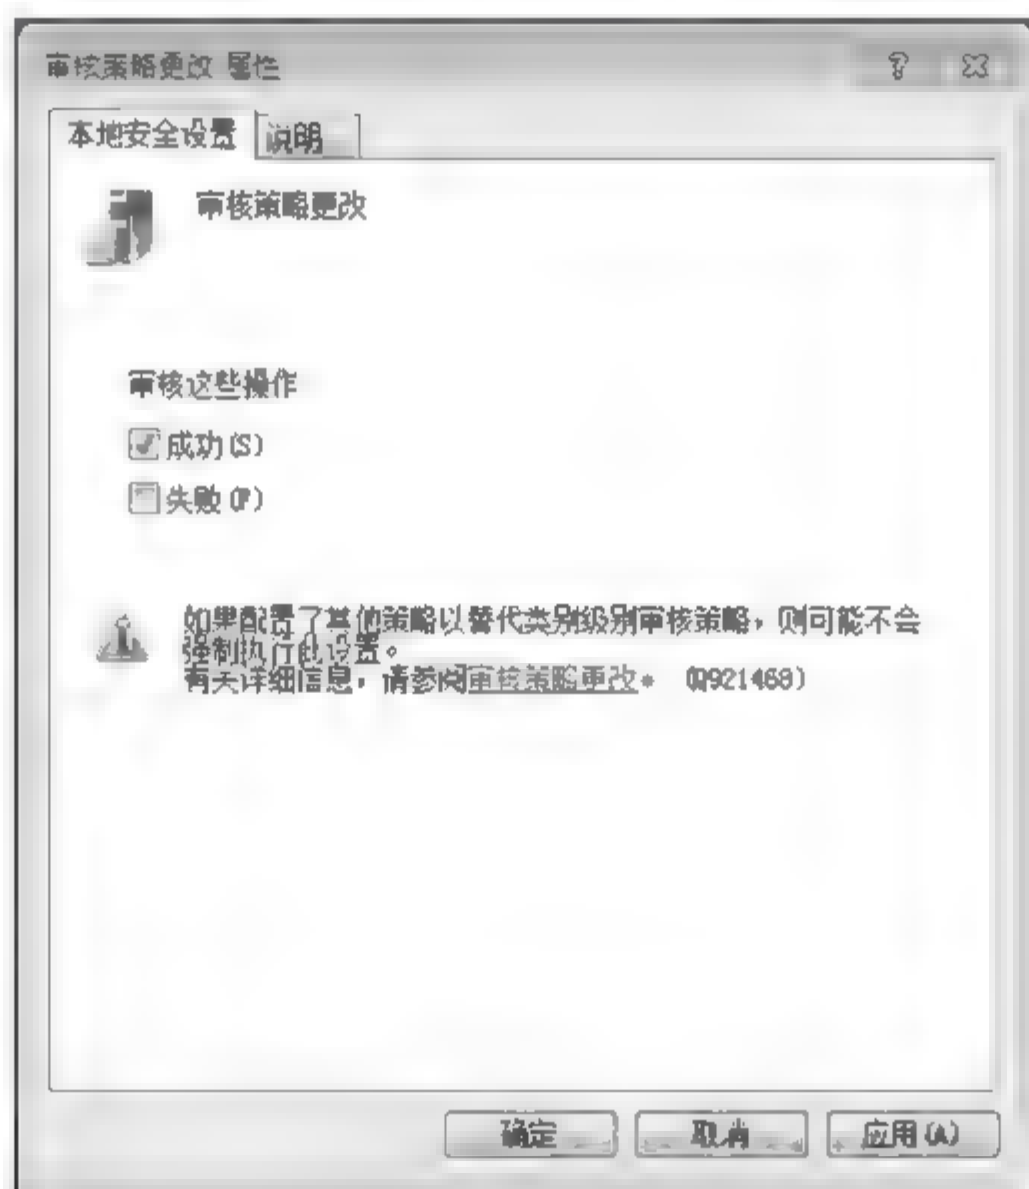 审核策略更改 属性
本地安全设置 说明
审核策略更改
审核这些操作
成功(S)
失败(F)
如果配置了其他策略以替代类别级别审核策略，则可能不会
强制执行此设置。
有关详细信息，请参阅审核策略更改。 (Q921468)
确定 取消 应用(A)